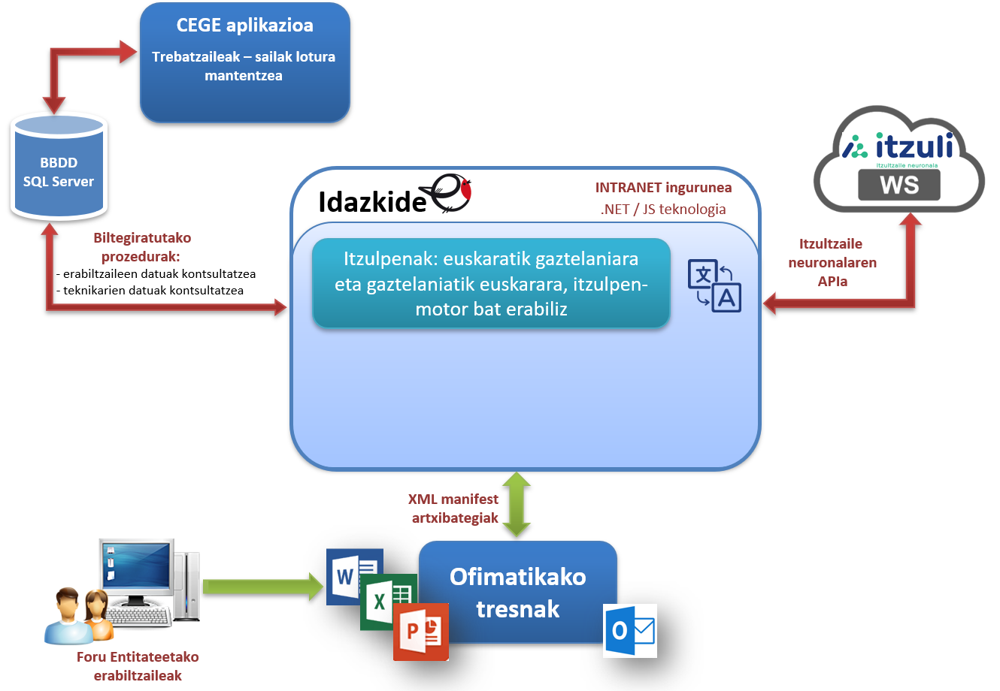 CEGE aplikazioa
Trebatzaileak – sailak lotura
mantentzea
BBDD
SQL Server
itzuli
Itzultzaile neuronala
WS
Idazkide
INTRANET ingurunea
.NET / JS teknologia
Biltegiratutako
prozedurak:
- erabiltzaileen datuak kontsultatzea
- teknikarien datuak kontsultatzea
Itzulpenak: euskaratik gaztelaniara
eta gaztelaniatik euskarara, itzulpen-
motor bat erabiliz
文
A
Itzultzaile
neuronalaren
APIa
XML manifest
artxibategiak
W
X
P
Ofimatikako
tresnak
O
Foru Entitateetako
erabiltzaileak